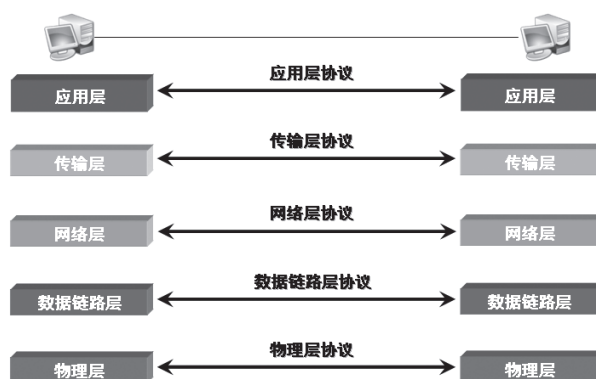 应用层协议
应用层 应用层
传输层协议
传输层 传输层
网络层协议
网络层 网络层
数据链路层协议
数据链路层 数据链路层
物理层协议
物理层 物理层